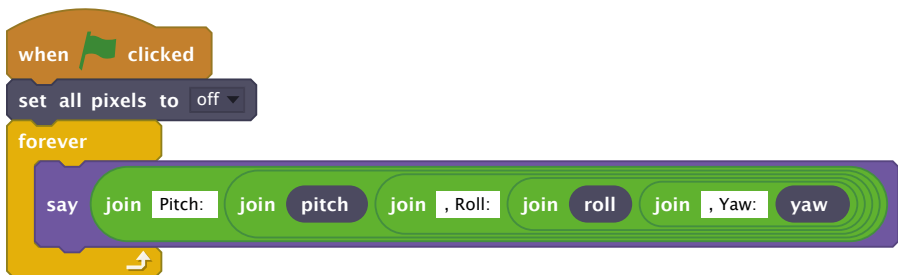 when clicked
set all pixels to off
forever
say join Pitch: join pitch join , Roll: join roll join , Yaw: yaw